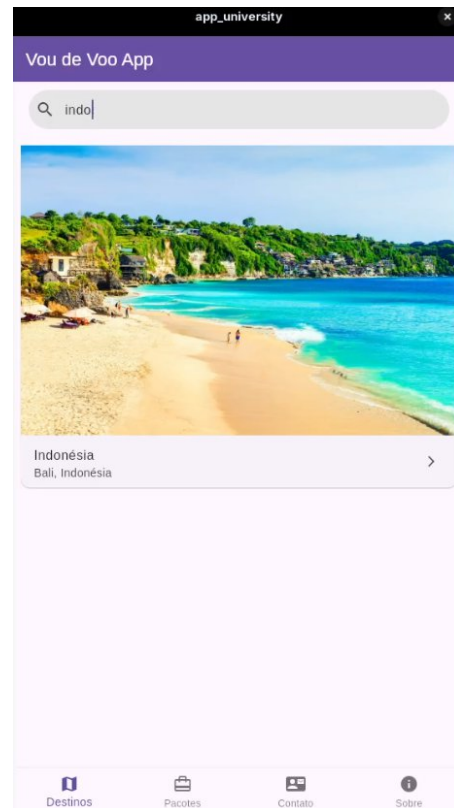 app_university
Vou de Voo App
indo
Indonésia
Bali, Indonésia
Destinos
Pacotes
Contato
Sobre